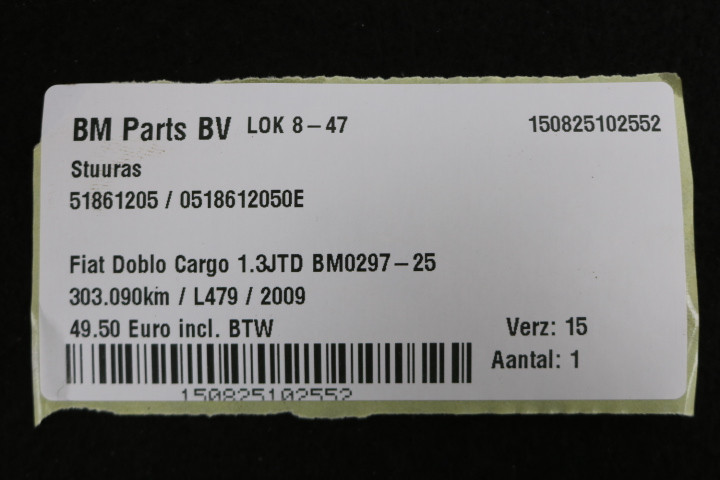 BM Parts BV LOK 8-47 150825102552
Stuuras
51861205 / 0518612050E
Fiat Doblo Cargo 1.3JTD BM0297-25
303.090km / L479 / 2009
49.50 Euro incl. BTW Verz: 15
Aantal: 1
150825102552